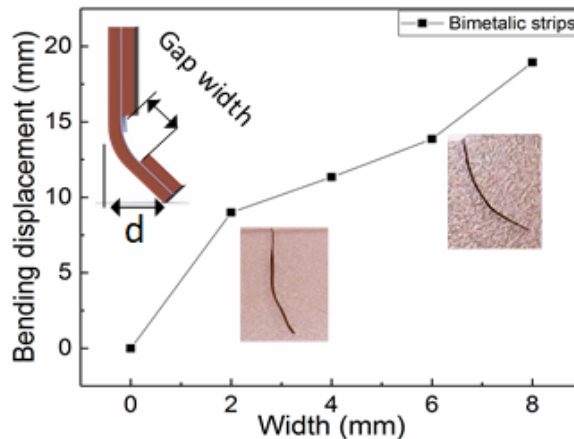 Bimetalic strips
Gap width
d
20
15
10
5
0
Bending displacement (mm)
0 2 4 6 8
Width (mm)